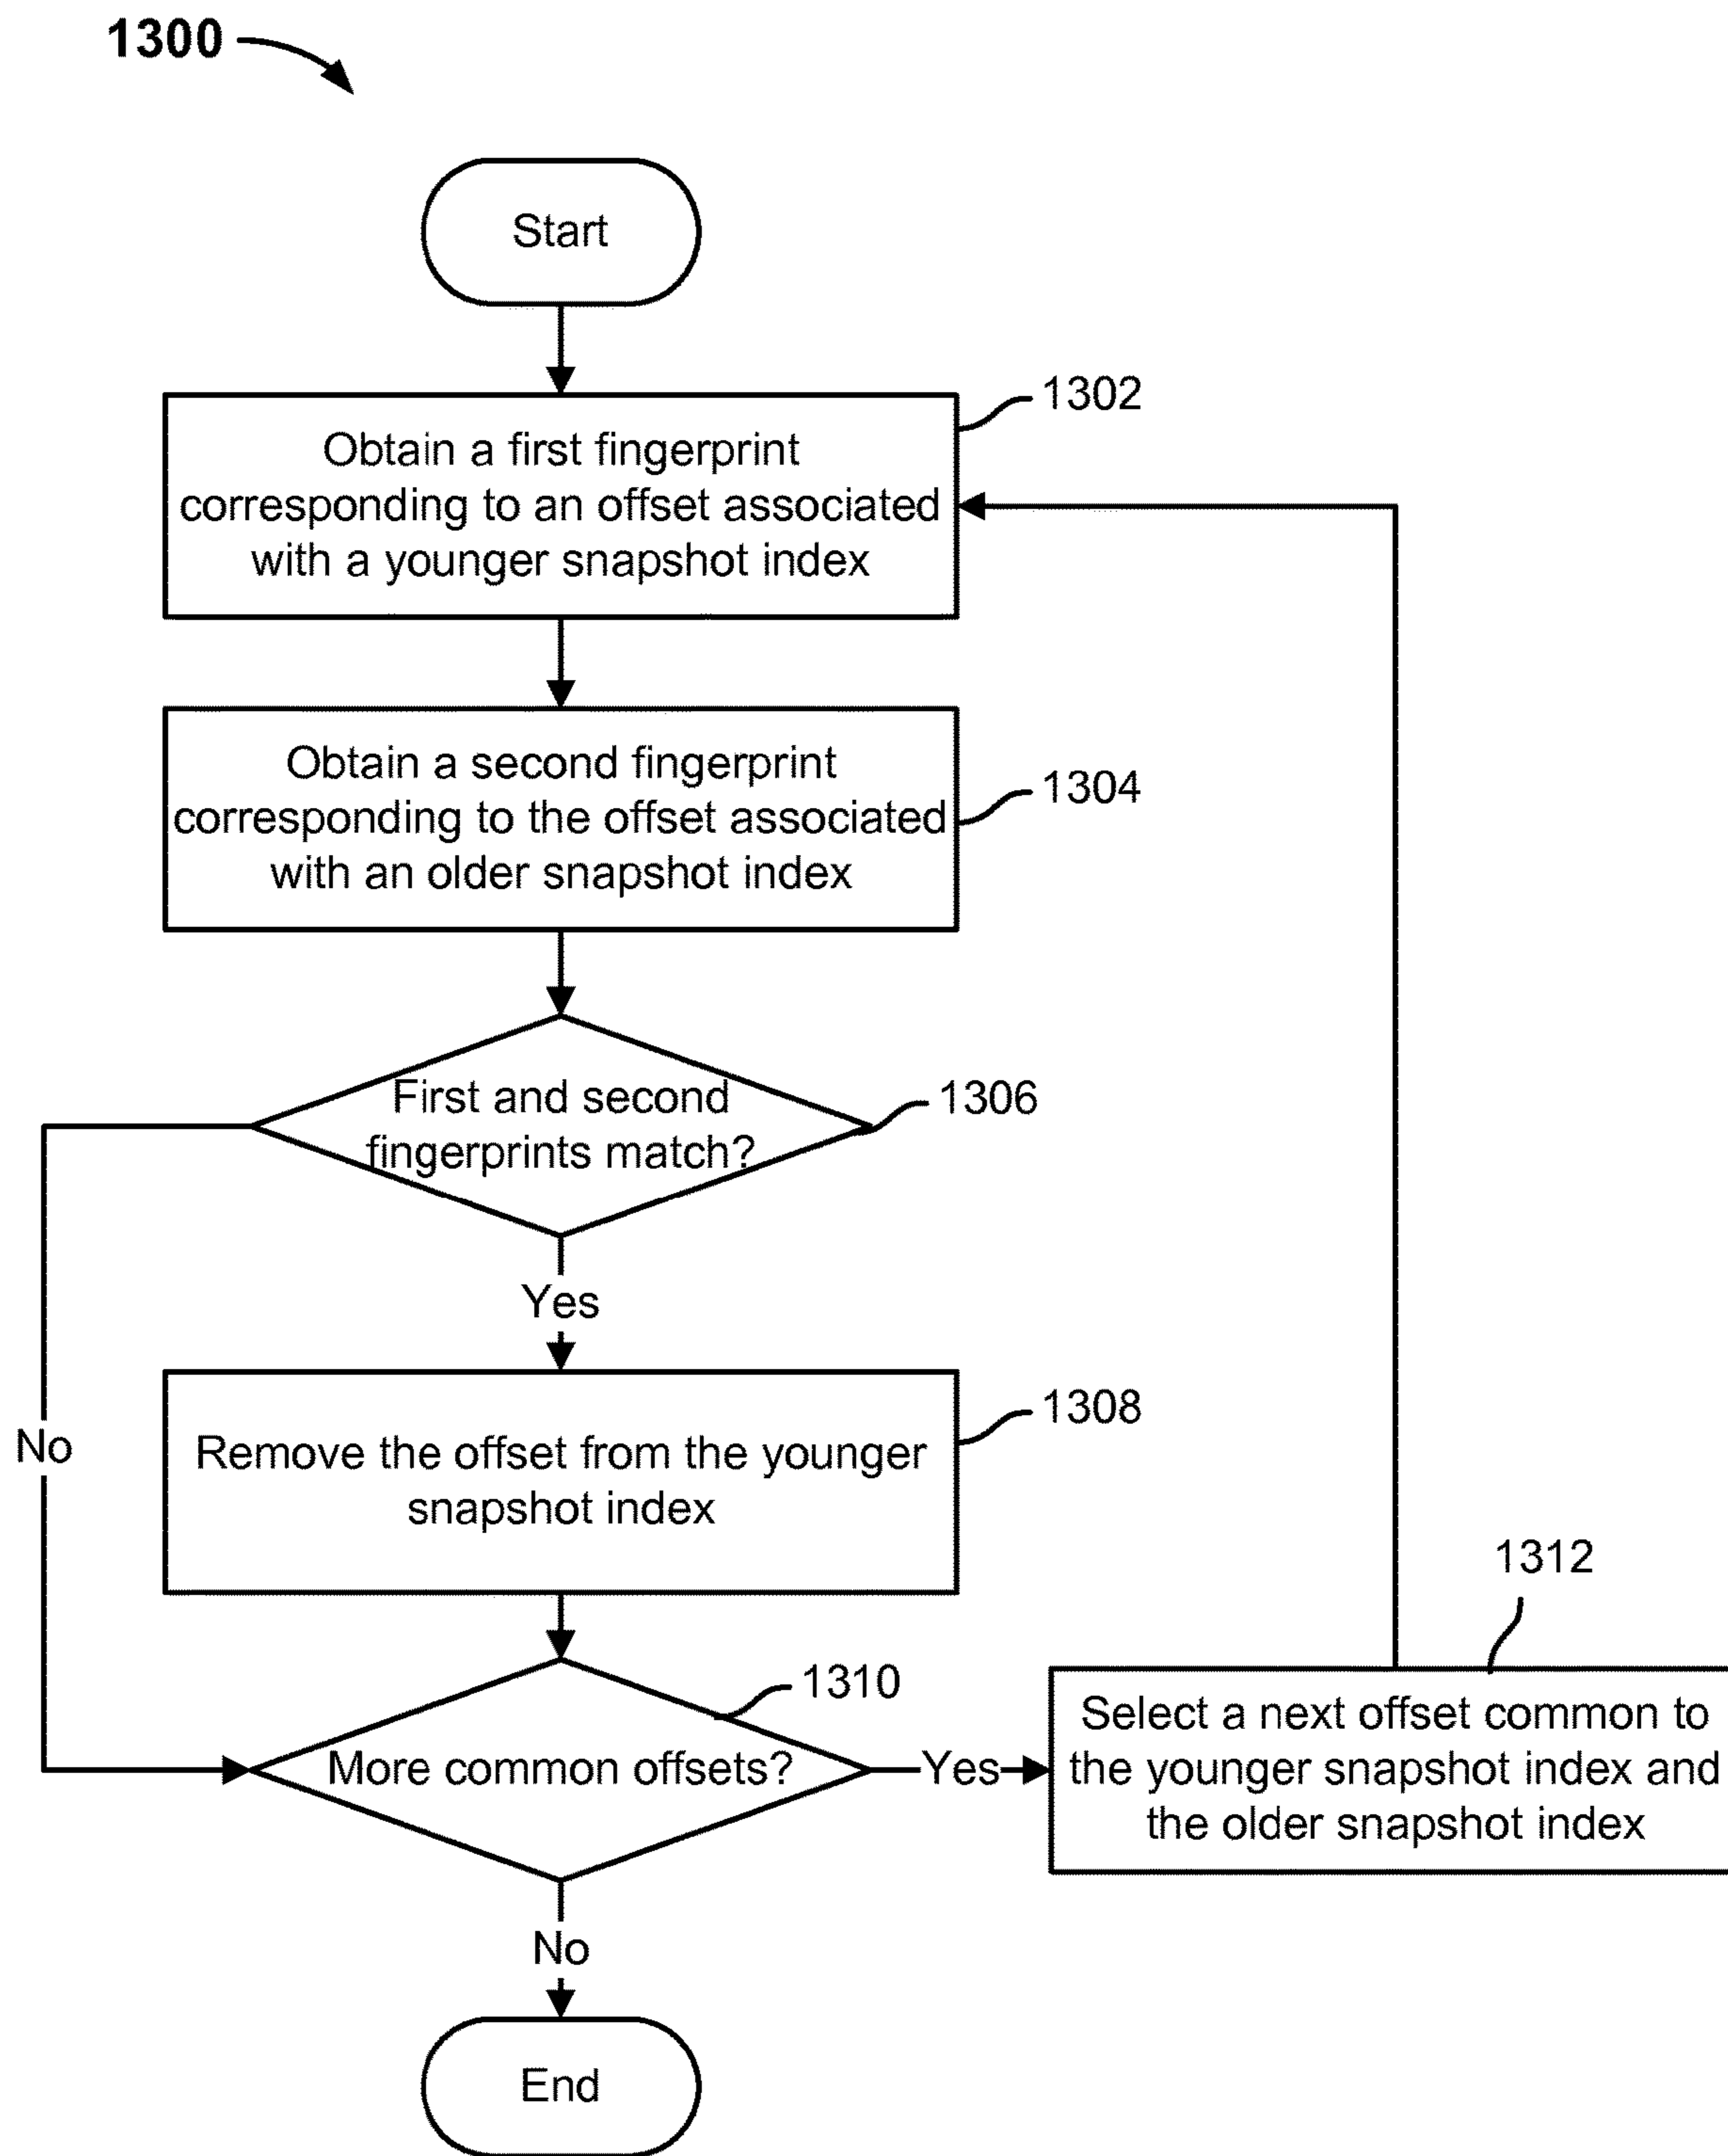 1300
Start
1302
Obtain a first fingerprint
corresponding to an offset associated
with a younger snapshot index
Obtain a second fingerprint
corresponding to the offset associated
with an older snapshot index
1304
First and second
fingerprints match?
1306
Yes
No
1308
Remove the offset from the younger
snapshot index
1310
More common offsets?
Yes
1312
Select a next offset common to
the younger snapshot index and
the older snapshot index
No
End